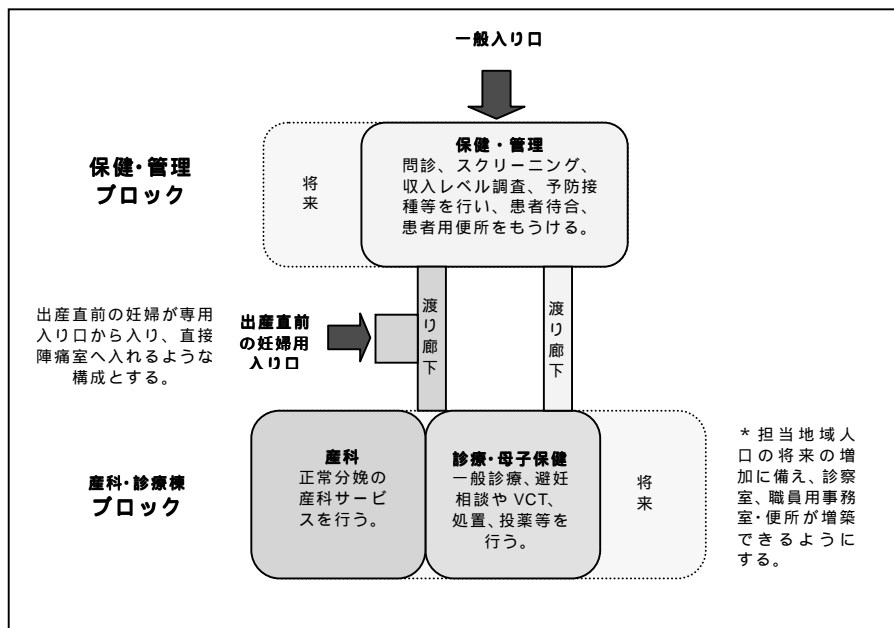 一般入り口
保健・管理
ブロック
将
来
保健・管理
問診、スクリーニング、
収入レベル調査、予防接
種等を行い、患者待合、
患者用便所をもうける。
出産直前の妊婦が専用
入り口から入り、直接
陣痛室へ入れるような
構成とする。
出産直前
の妊婦用
入り口
渡り廊下
渡り廊下
産科・診療棟
ブロック
産科
正常分娩の
産科サービ
スを行う。
診療・母子保健
一般診療、避妊
相談や VCT、
処置、投薬等を
行う。
将
来
*担当地域人
口の将来の増
加に備え、診察
室、職員用事務
室・便所が増築
できるように
する。